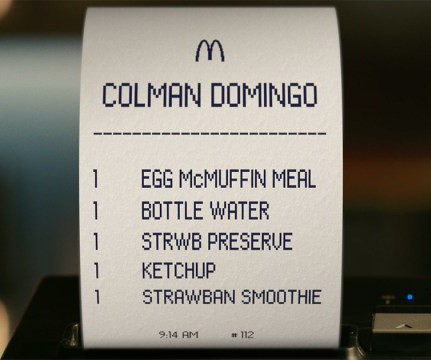 COLMAN DOMINGO
1 EGG McMUFFIN MEAL
1 BOTTLE WATER
1 STRWB PRESERVE
1 KETCHUP
1 STRAWBAN SMOOTHIE
9:14 AM #112